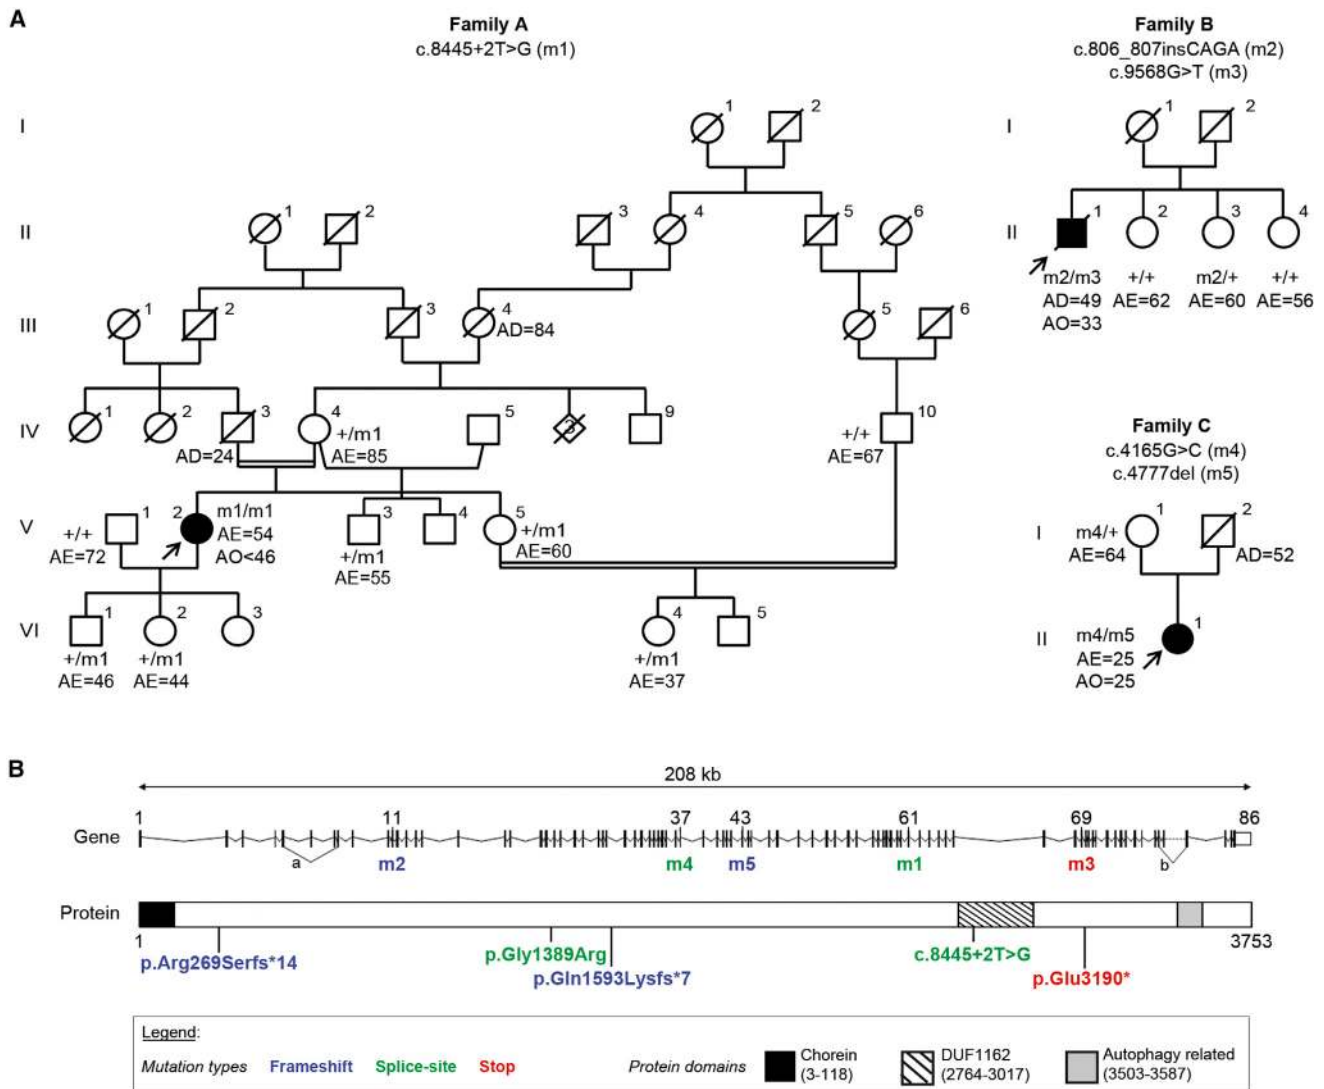 A
Family A
c.8445+2T>G (m1)
Family B
c.806_807insCAGA (m2)
c.9568G>T (m3)
I
1
2
II
1
2
3
4
5
6
III
1
2
3
4
AD=84
5
6
IV
1
2
3
AD=24
4
+/m1
AE=85
5
3
9
10
+/+
AE=67
V
1
+/+
AE=72
2
m1/m1
AE=54
AO<46
3
+/m1
AE=55
4
5
+/m1
AE=60
VI
1
+/m1
AE=46
2
+/m1
AE=44
3
4
+/m1
AE=37
5
I
1
2
II
1
2
3
4
m2/m3
+/+
m2/+
+/+
AD=49
AE=62
AE=60
AE=56
AO=33
Family C
c.4165G>C (m4)
c.4777del (m5)
I
1
m4/+
AE=64
2
AD=52
II
1
m4/m5
AE=25
AO=25
B
208 kb
1
11
37
43
61
69
86
Gene
a
m2
m4
m5
m1
m3
b
Protein
1
3753
p.Arg269Serfs*14
p.Gly1389Arg
p.Gln1593Lysfs*7
c.8445+2T>G
p.Glu3190*
Legend:
Mutation types Frameshift Splice-site Stop
Protein domains
Chorein
(3-118)
DUF1162
(2764-3017)
Autophagy related
(3503-3587)